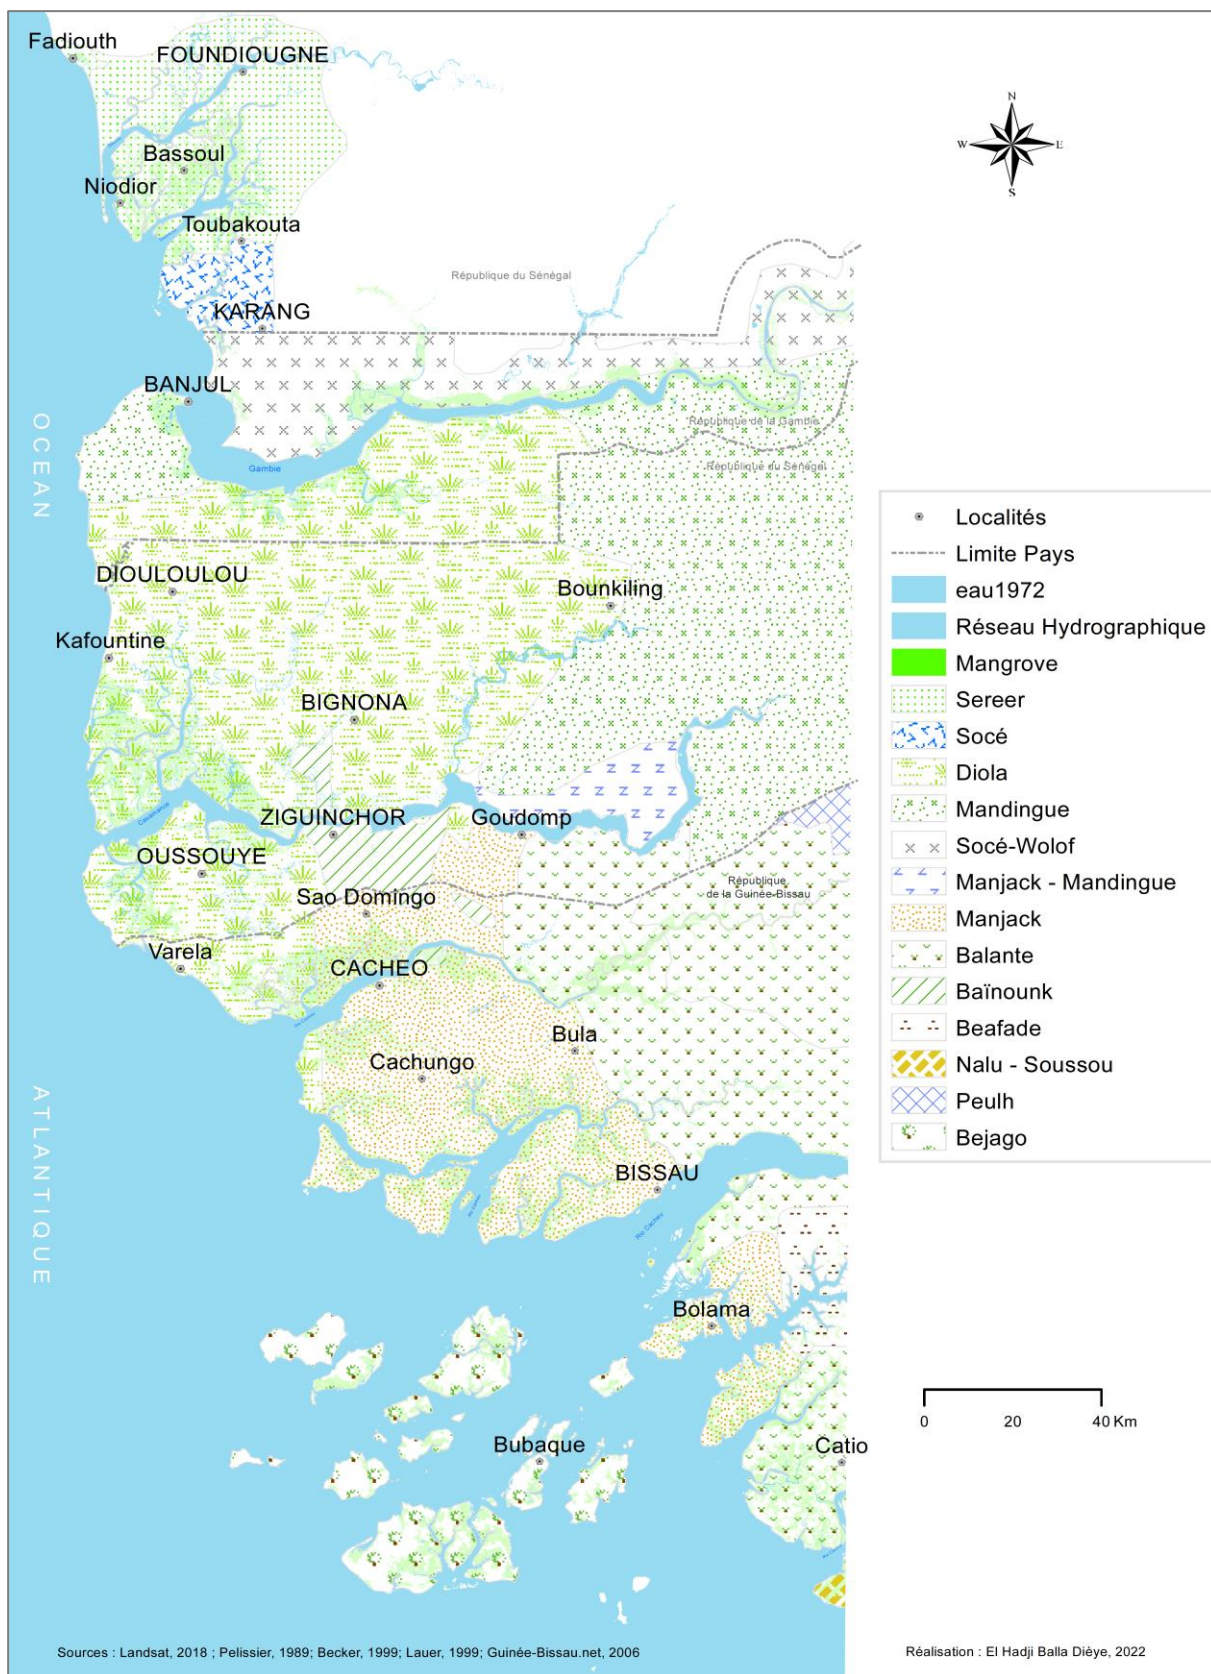 Fadiouth
FOUNDIOUGNE
N
W
E
S
Bassoul
Niodior
Toubakouta
République du Sénégal
KARANG
BANJUL
OCEAN
République de la Gambie
République du Sénégal
Gambie
Localités
Limite Pays
DIOULOULOU
Bounkiling
eau1972
Réseau Hydrographique
Kafountine
Mangrove
BIGNONA
Sereer
Socé
Diola
Casamance
ZIGUINCHOR
Goudomp
Mandingue
OUSSOUYE
Socé-Wolof
République
de la Guinée-Bissau
Manjack - Mandingue
Sao Domingo
Manjack
Varela
Balante
CACHEO
Baïnounk
Beafade
Bula
Cachungo
Nalu - Soussou
ATLANTIQUE
Peulh
Bejago
BISSAU
Rio Cacheu
Bolama
0 20 40 Km
Bubaque
Catio
Sources : Landsat, 2018 ; Pelissier, 1989; Becker, 1999; Lauer, 1999; Guinée-Bissau.net, 2006
Réalisation : El Hadji Balla Dièye, 2022